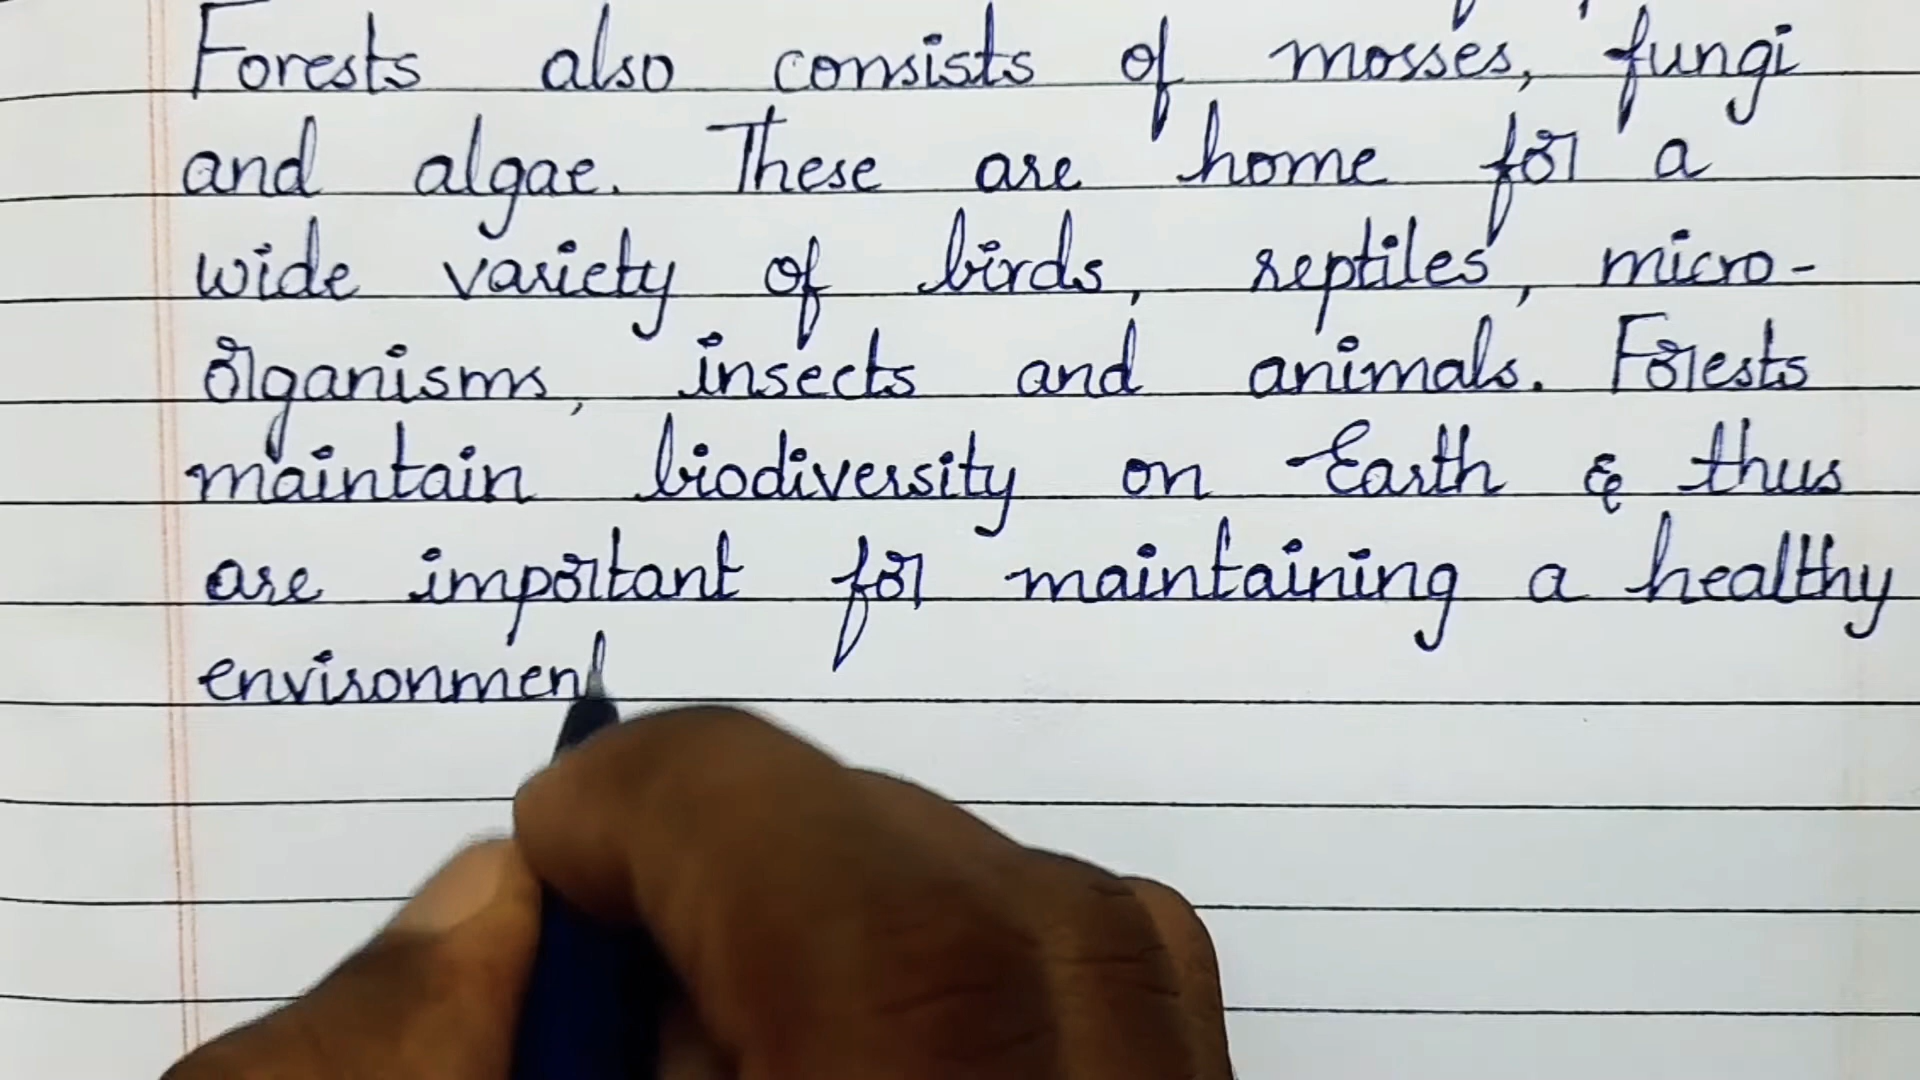 Forests also consists of mosses, fungi
and algae. These are home for a
wide variety of birds, reptiles, micro-
organisms, insects and animals. Forests
maintain biodiversity on Earth & thus
are important for maintaining a healthy
environment